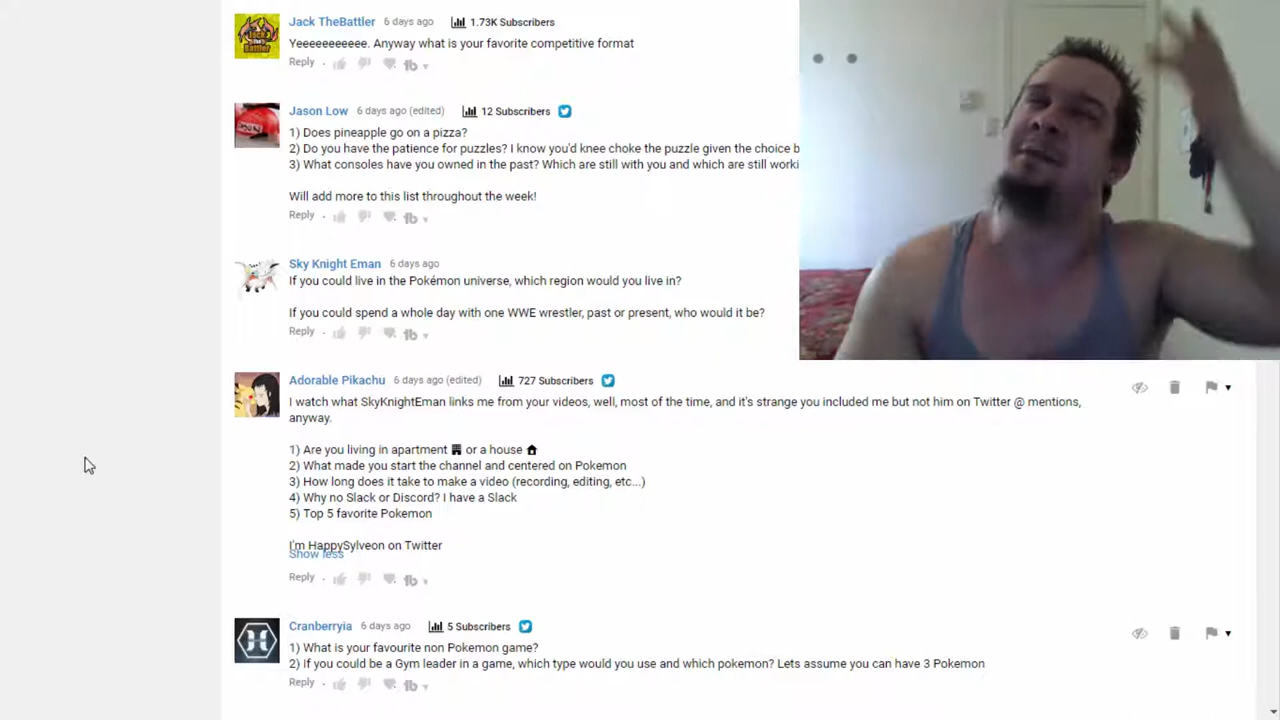 Jack TheBattler 6 days ago 1.73K Subscribers
Yeeeeeeeeeee. Anyway what is your favorite competitive format
Reply
Jason Low 6 days ago (edited) 12 Subscribers
1) Does pineapple go on a pizza?
2) Do you have the patience for puzzles? I know you'd knee choke the puzzle given the choice b
3) What consoles have you owned in the past? Which are still with you and which are still worki
Will add more to this list throughout the week!
Reply
Sky Knight Eman 6 days ago
If you could live in the Pokémon universe, which region would you live in?
If you could spend a whole day with one WWE wrestler, past or present, who would it be?
Reply
Adorable Pikachu 6 days ago (edited) 727 Subscribers
I watch what SkyKnightEman links me from your videos, well, most of the time, and it's strange you included me but not him on Twitter @ mentions,
anyway.
1) Are you living in apartment or a house
2) What made you start the channel and centered on Pokemon
3) How long does it take to make a video (recording, editing, etc...)
4) Why no Slack or Discord? I have a Slack
5) Top 5 favorite Pokemon
I'm HappySylveon on Twitter
Show less
Reply
Cranberryia 6 days ago 5 Subscribers
1) What is your favourite non Pokemon game?
2) If you could be a Gym leader in a game, which type would you use and which pokemon? Lets assume you can have 3 Pokemon
Reply